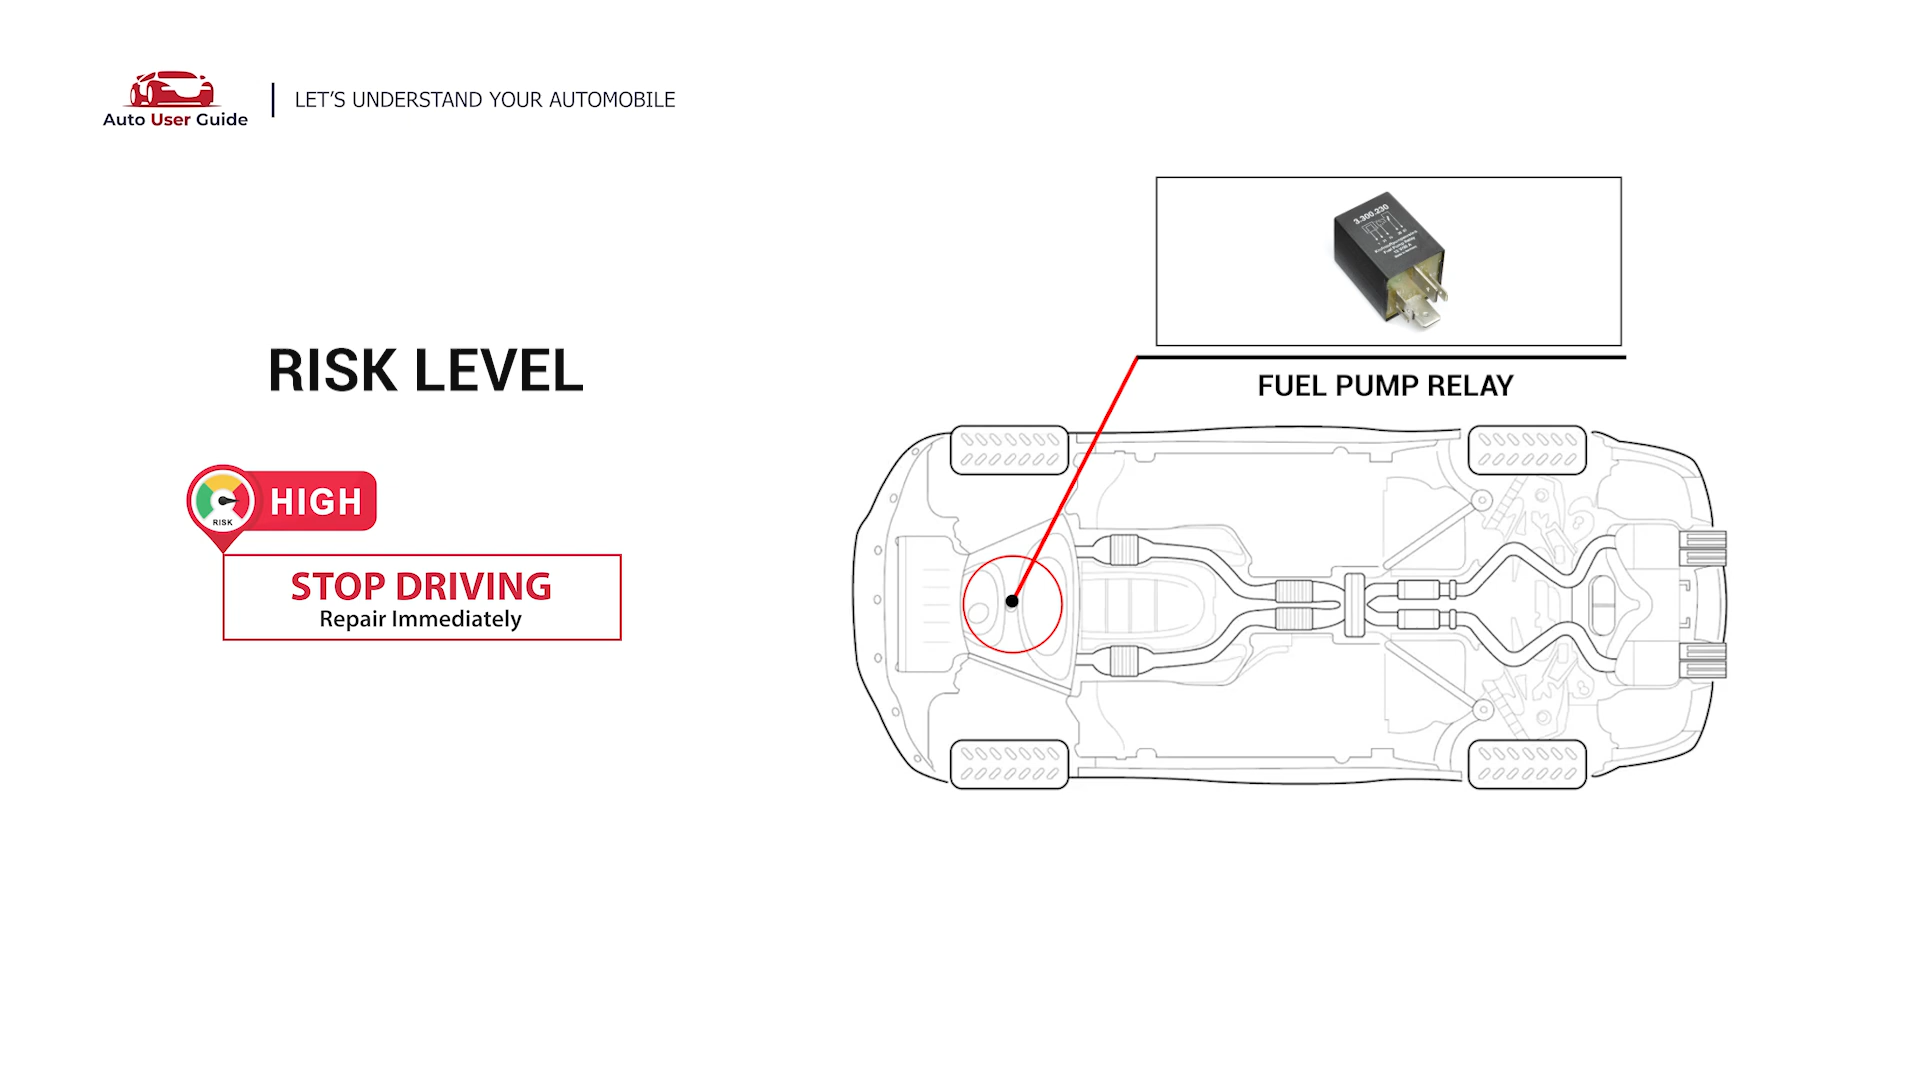 Auto User Guide
LET'S UNDERSTAND YOUR AUTOMOBILE
3.300.230
FUEL PUMP RELAY
RISK LEVEL
RISK
HIGH
STOP DRIVING
Repair Immediately